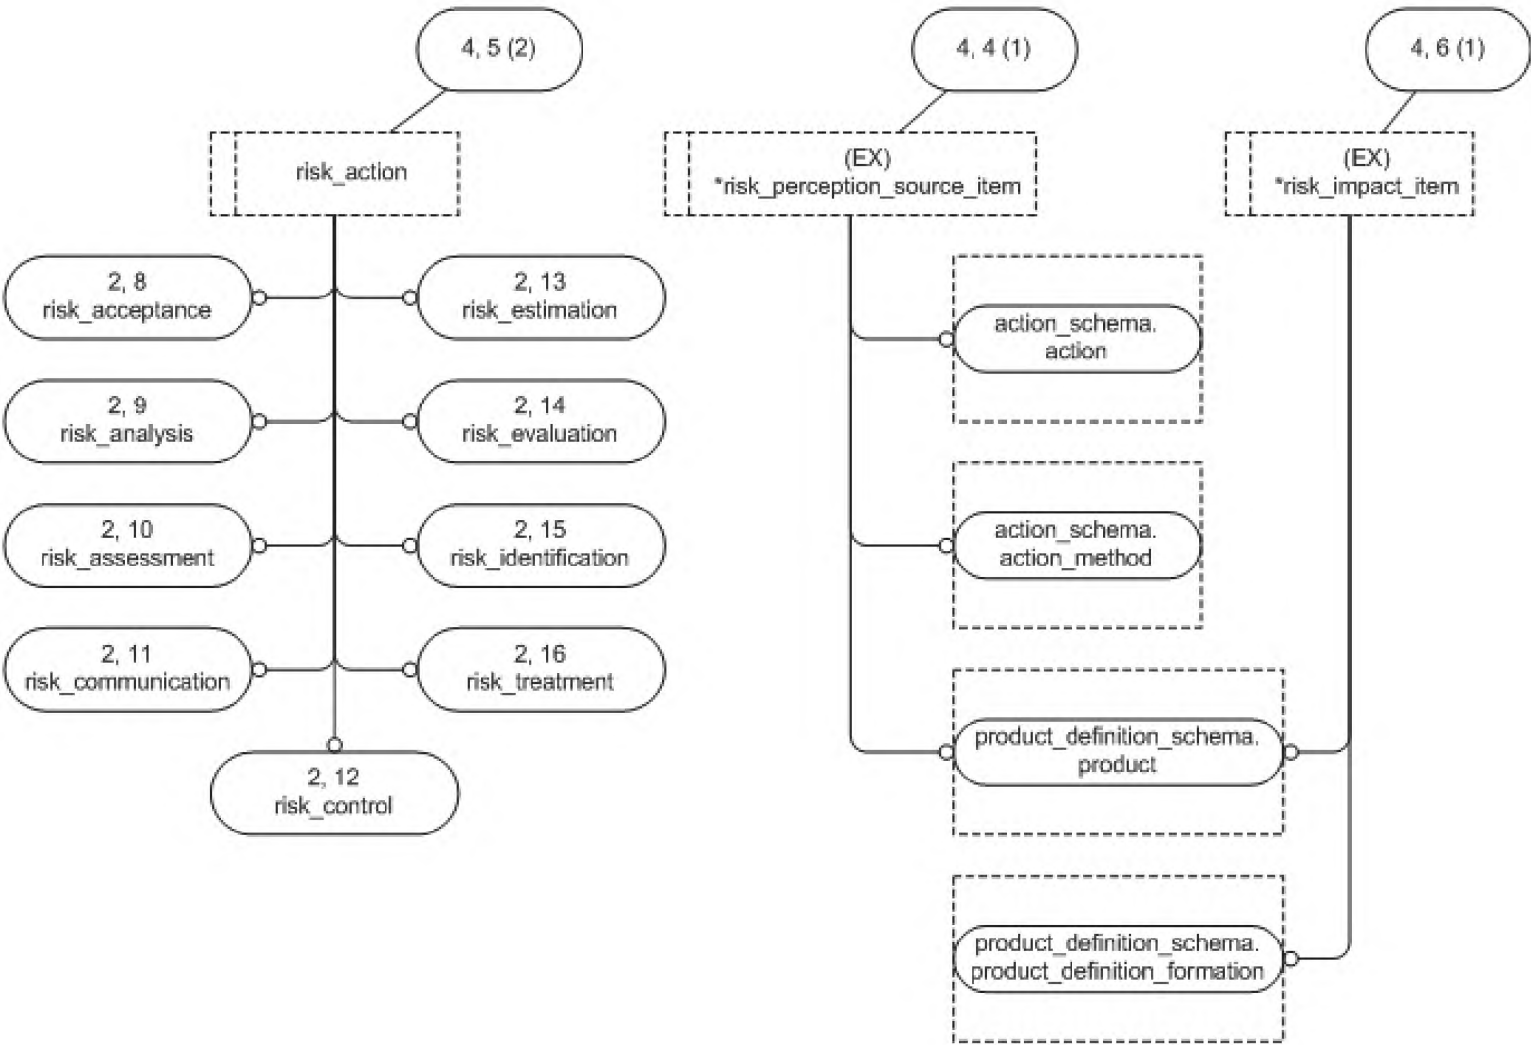 4, 5 (2)
4, 4 (1)
4, 6 (1)
risk_action
(EX)
*risk_perception_source_item
(EX)
*risk_impact_item
2, 8
risk_acceptance
2, 13
risk_estimation
action_schema.
action
2, 9
risk_analysis
2, 14
risk_evaluation
2, 10
risk_assessment
2, 15
risk_identification
action_schema.
action_method
2, 11
risk_communication
2, 16
risk_treatment
product_definition_schema.
product
2, 12
risk_control
product_definition_schema.
product_definition_formation